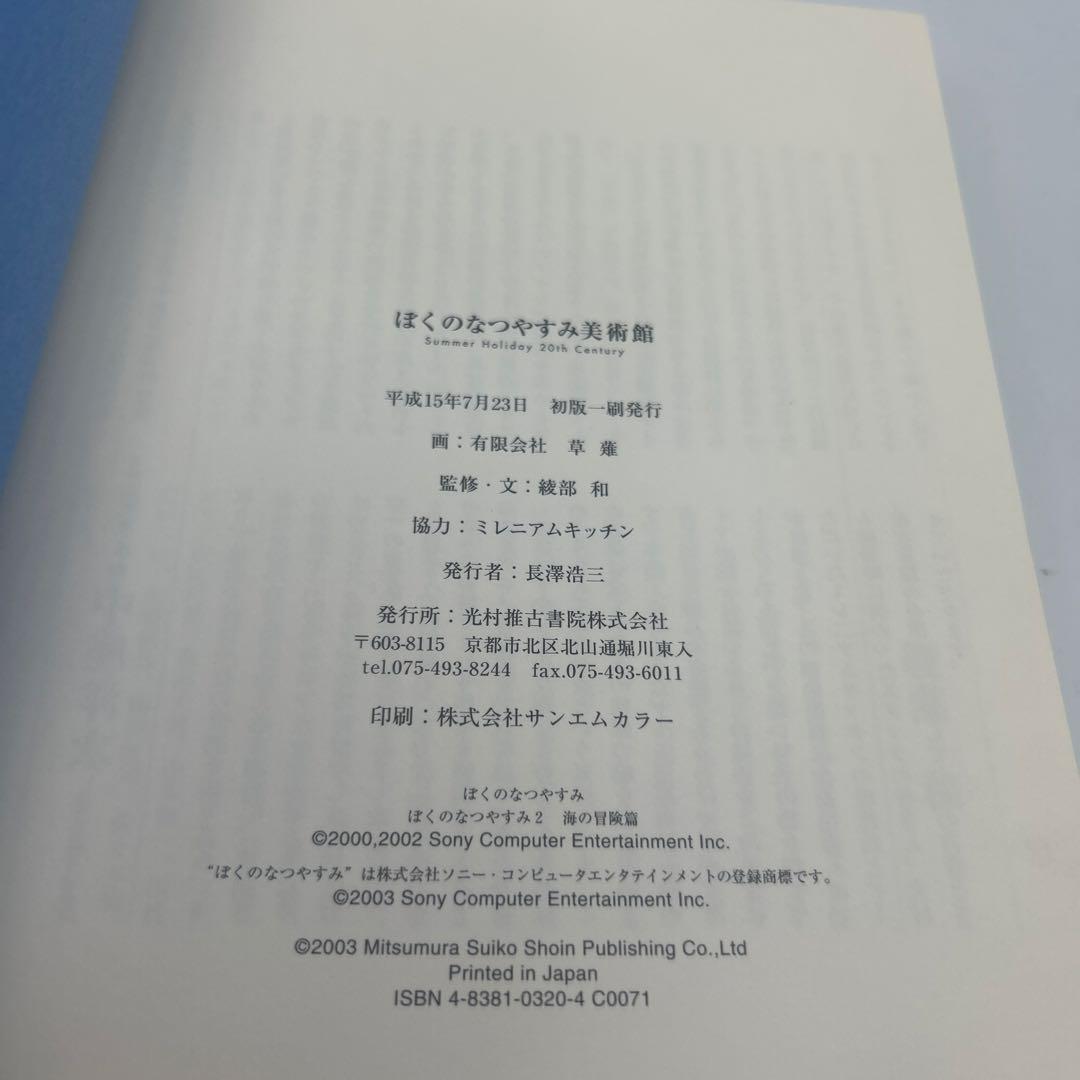 ぼくのなつやすみ美術館
Summer Holiday 20th Century
平成15年7月23日　初版一刷発行
画：有限会社　草 薙
監修・文：綾部 和
協力：ミレニアムキッチン
発行者：長澤浩三
発行所：光村推古書院株式会社
〒603-8115　京都市北区北山通堀川東入
tel.075-493-8244　fax.075-493-6011
印刷：株式会社サンエムカラー
ぼくのなつやすみ
ぼくのなつやすみ2　海の冒険篇
©2000,2002 Sony Computer Entertainment Inc.
“ぼくのなつやすみ”は株式会社ソニー・コンピュータエンタテインメントの登録商標です。
©2003 Sony Computer Entertainment Inc.
©2003 Mitsumura Suiko Shoin Publishing Co.,Ltd
Printed in Japan
ISBN 4-8381-0320-4 C0071